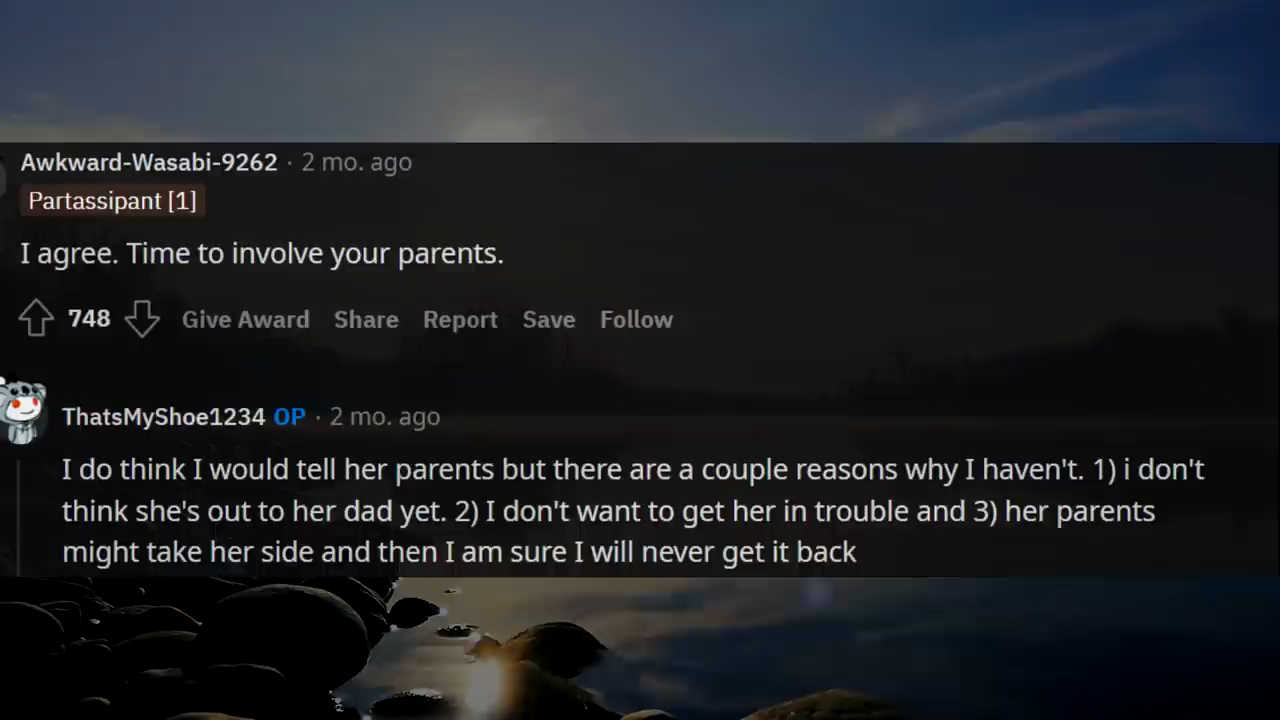 Awkward-Wasabi-9262 · 2 mo. ago
Partassipant [1]
I agree. Time to involve your parents.
748 Give Award Share Report Save Follow
ThatsMyShoe1234 OP · 2 mo. ago
I do think I would tell her parents but there are a couple reasons why I haven't. 1) i don't
think she's out to her dad yet. 2) I don't want to get her in trouble and 3) her parents
might take her side and then I am sure I will never get it back